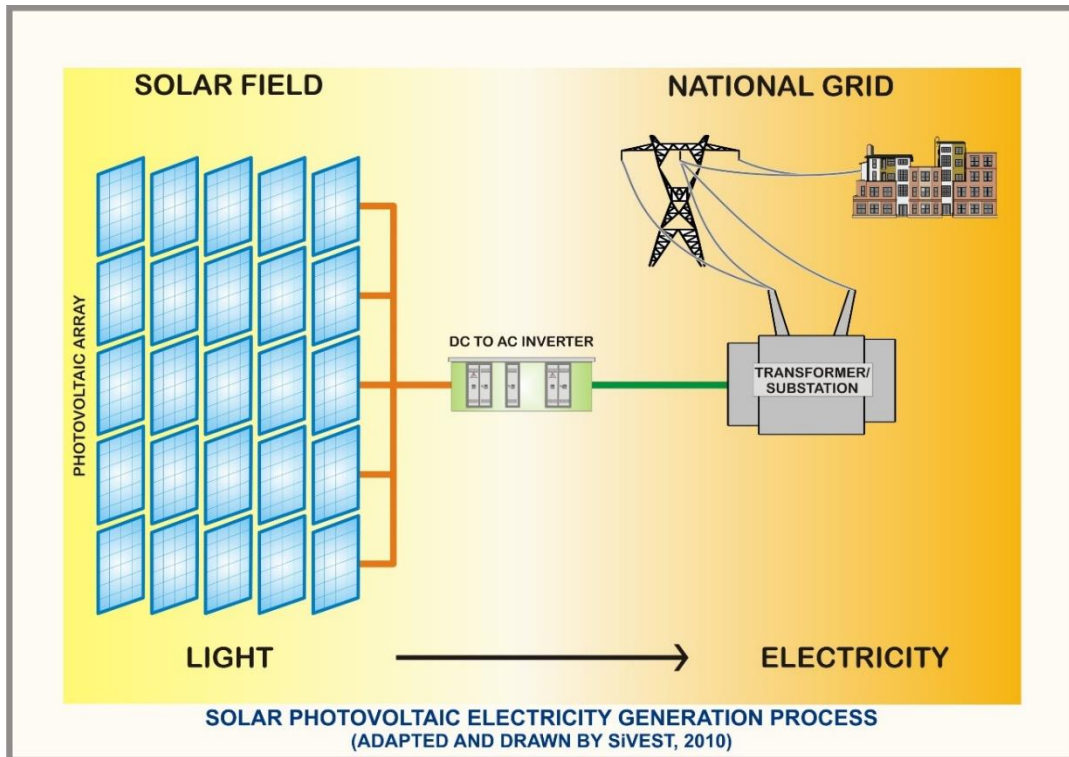 SOLAR FIELD
NATIONAL GRID
PHOTOVOLTAIC ARRAY
DC TO AC INVERTER
TRANSFORMER/
SUBSTATION
LIGHT
ELECTRICITY
SOLAR PHOTOVOLTAIC ELECTRICITY GENERATION PROCESS
(ADAPTED AND DRAWN BY SiVEST, 2010)